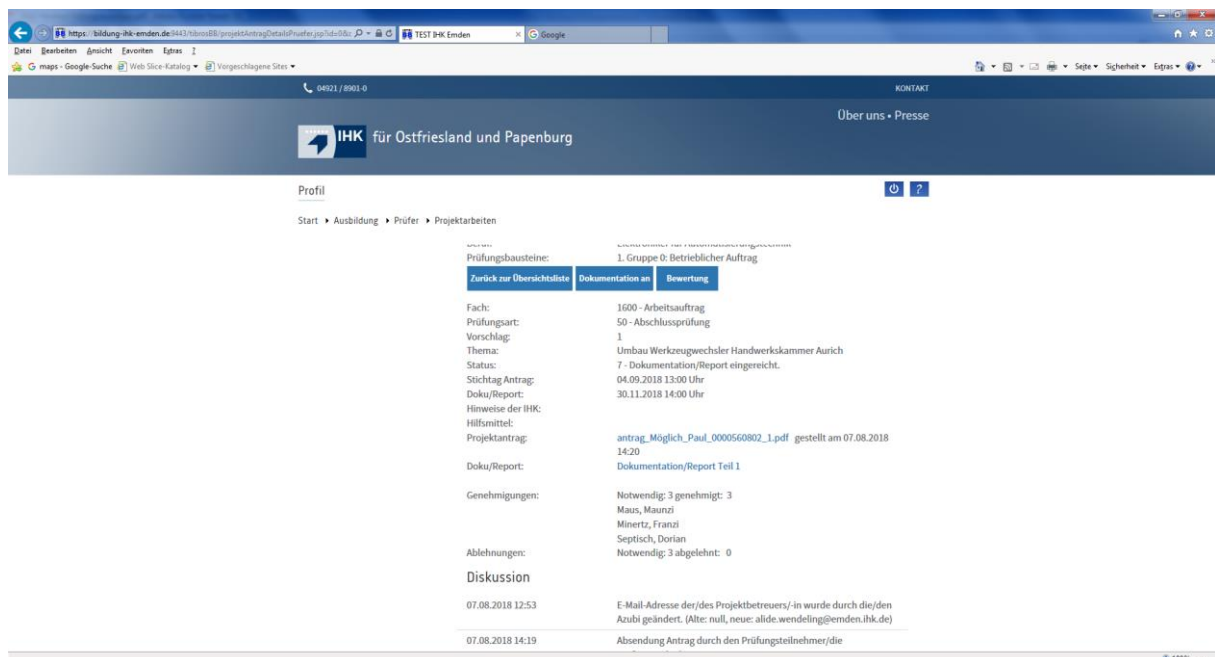 https://bildung-ihk-emden.de:9443/tibrosBB/projektAntragDetailsPruefer.jsp?id=0&c
TEST IHK Emden
Google
Datei Bearbeiten Ansicht Favoriten Extras ?
maps - Google-Suche Web Slice-Katalog Vorgeschlagene Sites
Seite Sicherheit Extras
04921 / 8901-0 KONTAKT
Über uns • Presse
IHK für Ostfriesland und Papenburg
Profil
Start Ausbildung Prüfer Projektarbeiten
Prüfungsbausteine: 1. Gruppe 0: Betrieblicher Auftrag
Zurück zur Übersichtsliste Dokumentation an Bewertung
Fach: 1600 - Arbeitsauftrag
Prüfungsart: 50 - Abschlussprüfung
Vorschlag: 1
Thema: Umbau Werkzeugwechsler Handwerkskammer Aurich
Status: 7 - Dokumentation/Report eingereicht.
Stichtag Antrag: 04.09.2018 13:00 Uhr
Doku/Report: 30.11.2018 14:00 Uhr
Hinweise der IHK:
Hilfsmittel:
Projektantrag: antrag_Möglich_Paul_0000560802_1.pdf gestellt am 07.08.2018
14:20
Doku/Report: Dokumentation/Report Teil 1
Genehmigungen: Notwendig: 3 genehmigt: 3
Maus, Maunzi
Minertz, Franzi
Septisch, Dorian
Ablehnungen: Notwendig: 3 abgelehnt: 0
Diskussion
07.08.2018 12:53 E-Mail-Adresse der/des Projektbetreuers/-in wurde durch die/den
Azubi geändert. (Alte: null, neue: alide.wendeling@emden.ihk.de)
07.08.2018 14:19 Absendung Antrag durch den Prüfungsteilnehmer/die